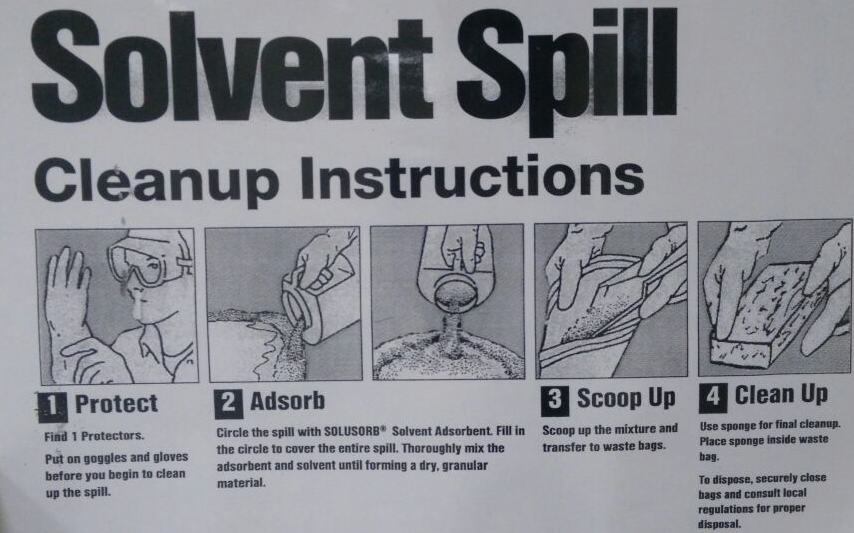 Solvent Spill
Cleanup Instructions
1 Protect
Find 1 Protectors.
Put on goggles and gloves
before you begin to clean
up the spill.
2 Adsorb
Circle the spill with SOLUSORB® Solvent Adsorbent. Fill in
the circle to cover the entire spill. Thoroughly mix the
adsorbent and solvent until forming a dry, granular
material.
3 Scoop Up
Scoop up the mixture and
transfer to waste bags.
4 Clean Up
Use sponge for final cleanup.
Place sponge inside waste
bag.
To dispose, securely close
bags and consult local
regulations for proper
disposal.